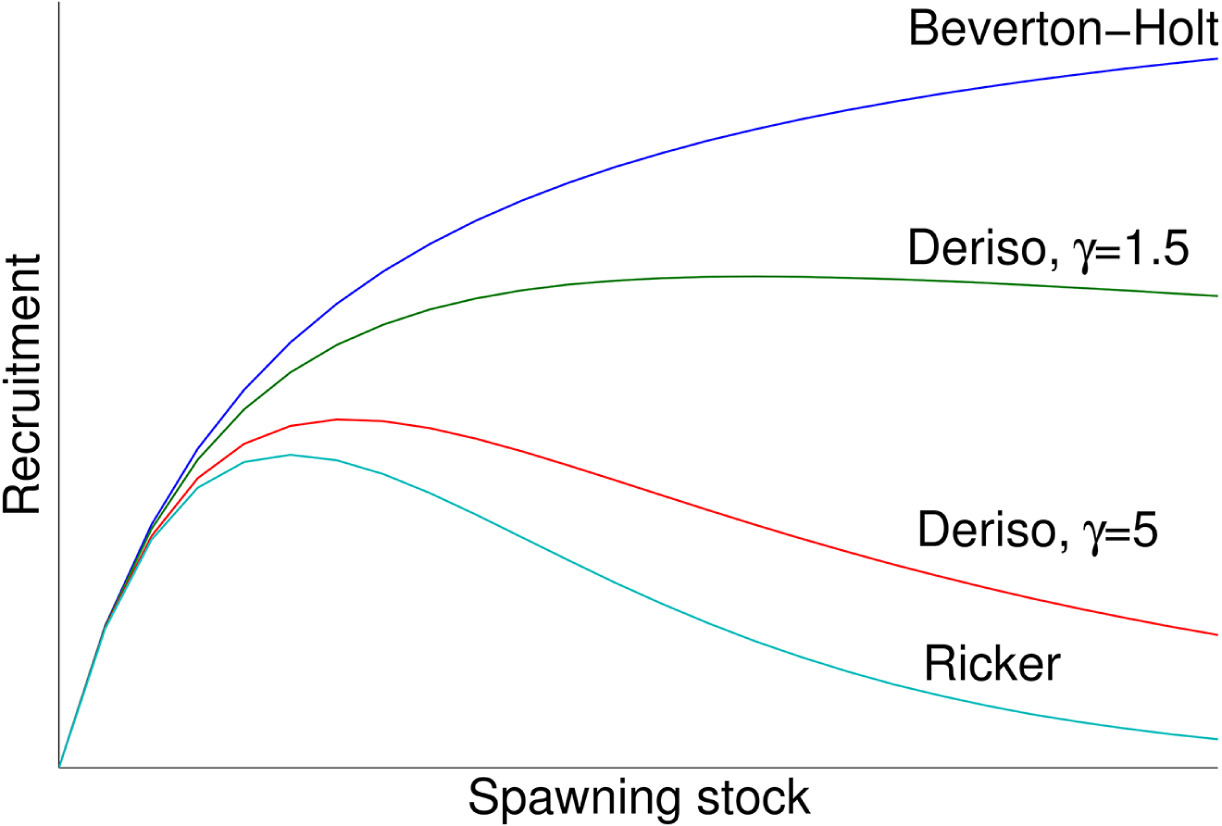 Beverton−Holt
Deriso, γ=1.5
Recruitment
Deriso, γ=5
Ricker
Spawning stock